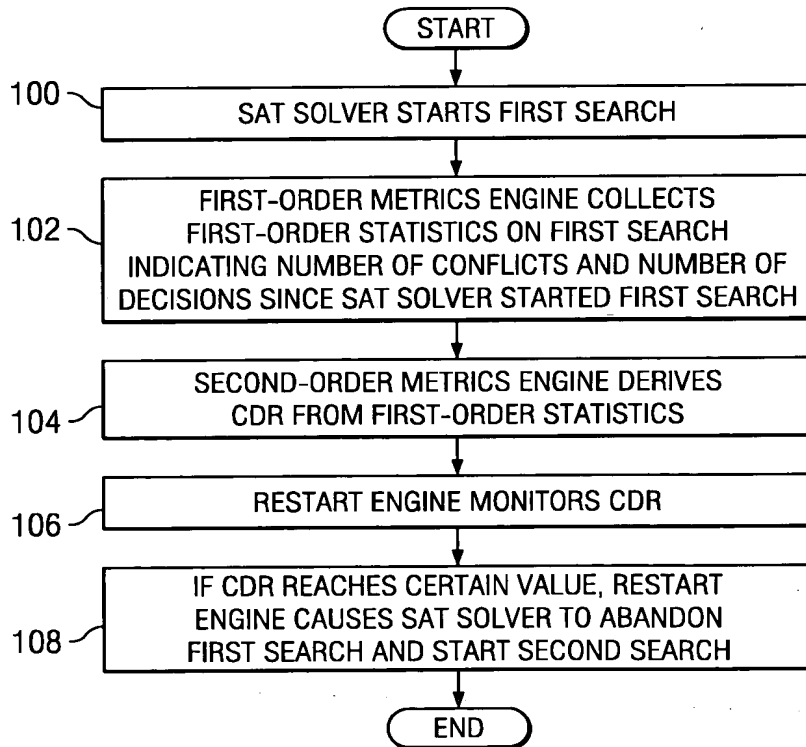 START
100
SAT SOLVER STARTS FIRST SEARCH
102
FIRST-ORDER METRICS ENGINE COLLECTS
FIRST-ORDER STATISTICS ON FIRST SEARCH
INDICATING NUMBER OF CONFLICTS AND NUMBER OF
DECISIONS SINCE SAT SOLVER STARTED FIRST SEARCH
104
SECOND-ORDER METRICS ENGINE DERIVES
CDR FROM FIRST-ORDER STATISTICS
106
RESTART ENGINE MONITORS CDR
108
IF CDR REACHES CERTAIN VALUE, RESTART
ENGINE CAUSES SAT SOLVER TO ABANDON
FIRST SEARCH AND START SECOND SEARCH
END